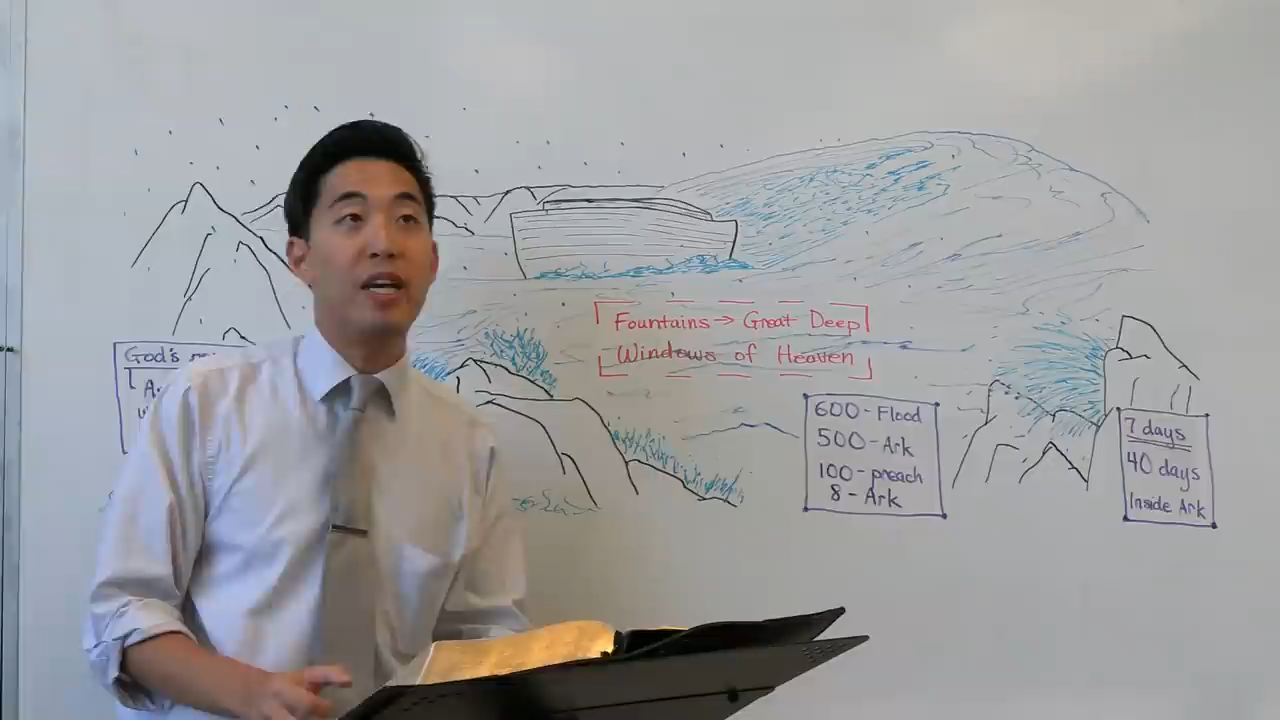 God's
Fountains → Great Deep
Windows of Heaven
600 - Flood
500 - Ark
100 - preach
8 - Ark
7 days
40 days
Inside Ark